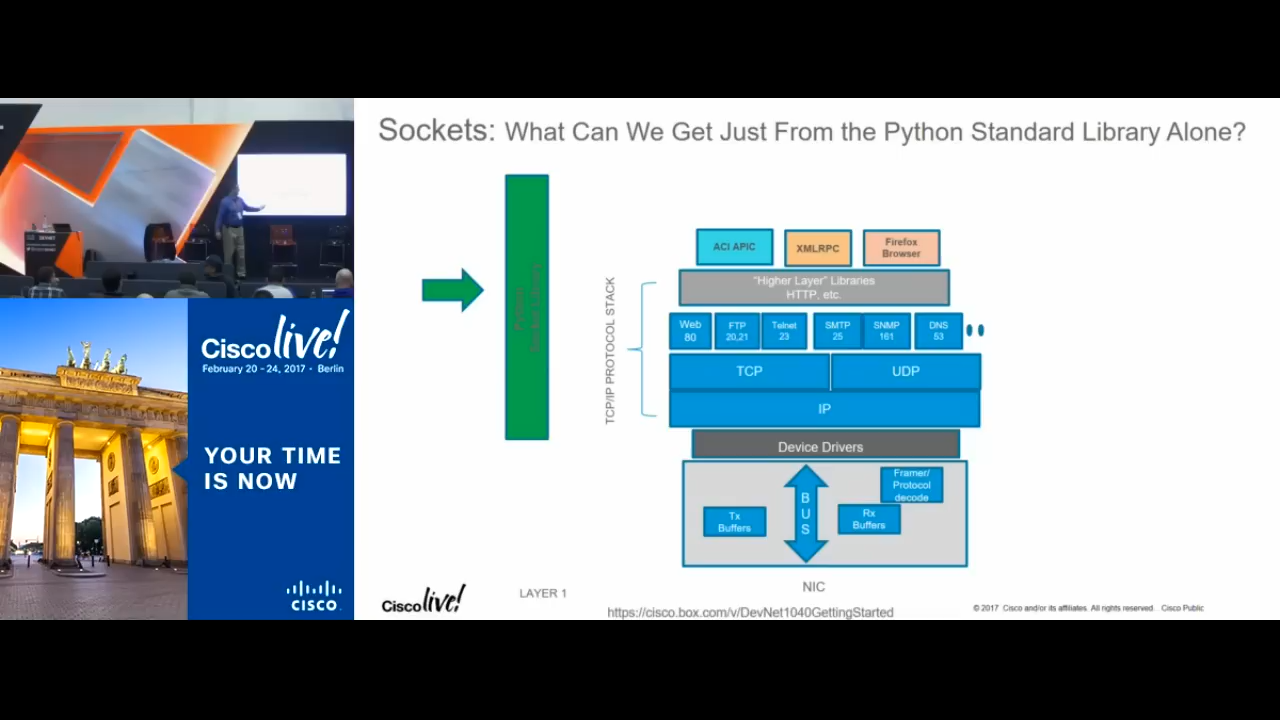 Sockets: What Can We Get Just From the Python Standard Library Alone?
ACI APIC
XMLRPC
Firefox
Browser
"Higher Layer" Libraries
HTTP, etc.
TCP/IP PROTOCOL STACK
Python
Socket Library
Web
80
FTP
20,21
Telnet
23
SMTP
25
SNMP
161
DNS
53
TCP
UDP
IP
Device Drivers
Framer/
Protocol
decode
BUS
Tx
Buffers
Rx
Buffers
NIC
LAYER 1
Cisco live!
https://cisco.box.com/v/DevNet1040GettingStarted
© 2017 Cisco and/or its affiliates. All rights reserved. Cisco Public
Cisco live!
February 20 - 24, 2017 · Berlin
YOUR TIME
IS NOW
CISCO